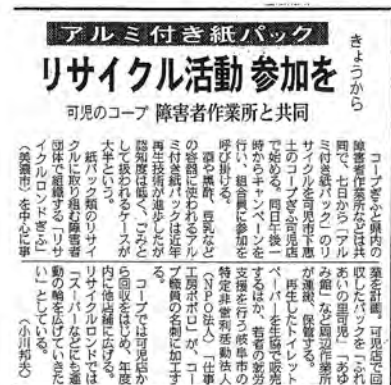 アルミ付き紙パック
きょうから
リサイクル活動 参加を
可児のコープ 障害者作業所と共同
コープぎふと県内の
障害者作業所などは共
同で、七日から「アル
ミ付き紙パック」のリ
サイクルを可児市下恵
土のコープぎふ可児店
で始める。同日午後一
時からキャンペーンを
行い、組合員に参加を
呼び掛ける。
酒や黒酢、豆乳など
の容器に使われるアル
ミ付き紙パックは近年
再生技術が進歩したが
認知度は低く、ごみと
して扱われるケースが
大半という。
紙パック類のリサイ
クルに取り組む障害者
団体で組織する「リサ
イクルロンドぎふ」
（美濃市）を中心に事
業を計画。可児店で回
収したパックを「ふれ
あいの里可児」「あゆ
み館」など周辺作業所
が運搬、保管する。
再生したトイレット
ペーパーを生協で販売
するほか、若者の就労
支援を行う岐阜市の
特定非営利活動法人
（NPO法人）「仕事
工房ポポロ」が、コー
プ職員の名刺に加工す
る。
コープでは可児店か
ら回収をはじめ、年度
内に他店舗に広げる。
リサイクルロンドでは
「スーパーなどにも運
動の輪を広げていきた
い」としている。
（小川邦夫）